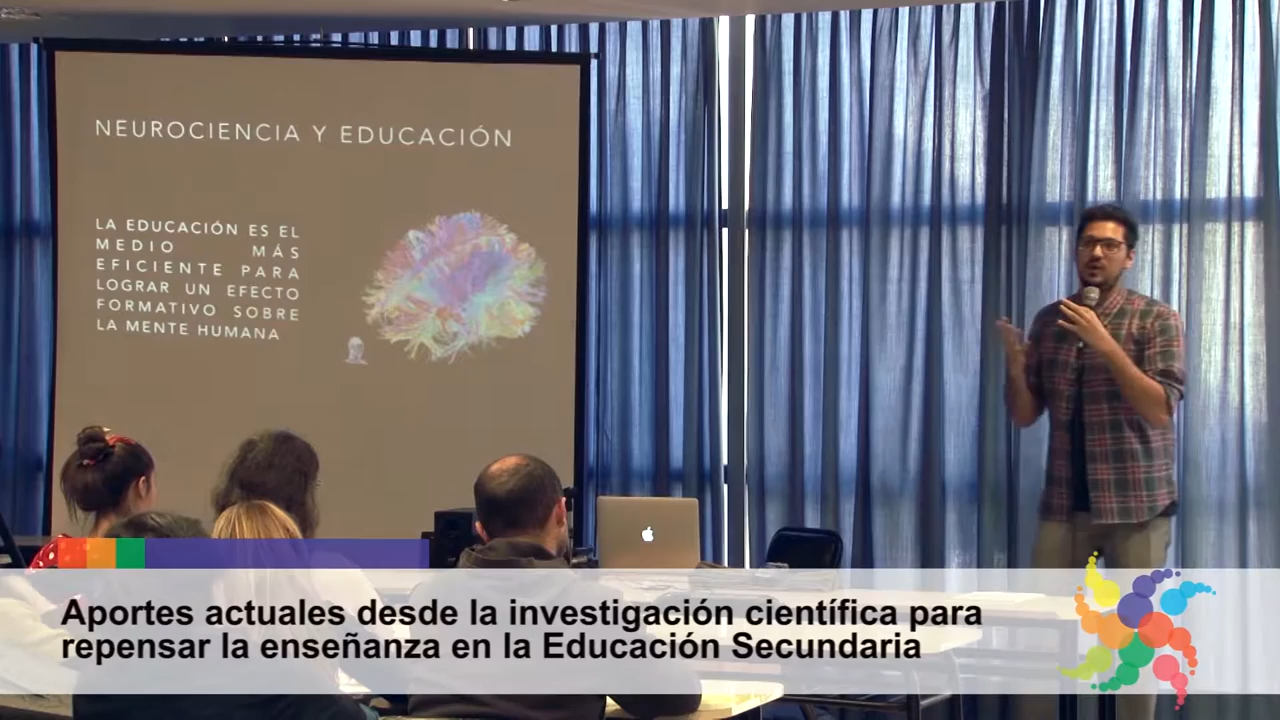 NEUROCIENCIA Y EDUCACIÓN
LA EDUCACIÓN ES EL
MEDIO MÁS
EFICIENTE PARA
LOGRAR UN EFECTO
FORMATIVO SOBRE
LA MENTE HUMANA
Aportes actuales desde la investigación científica para
repensar la enseñanza en la Educación Secundaria